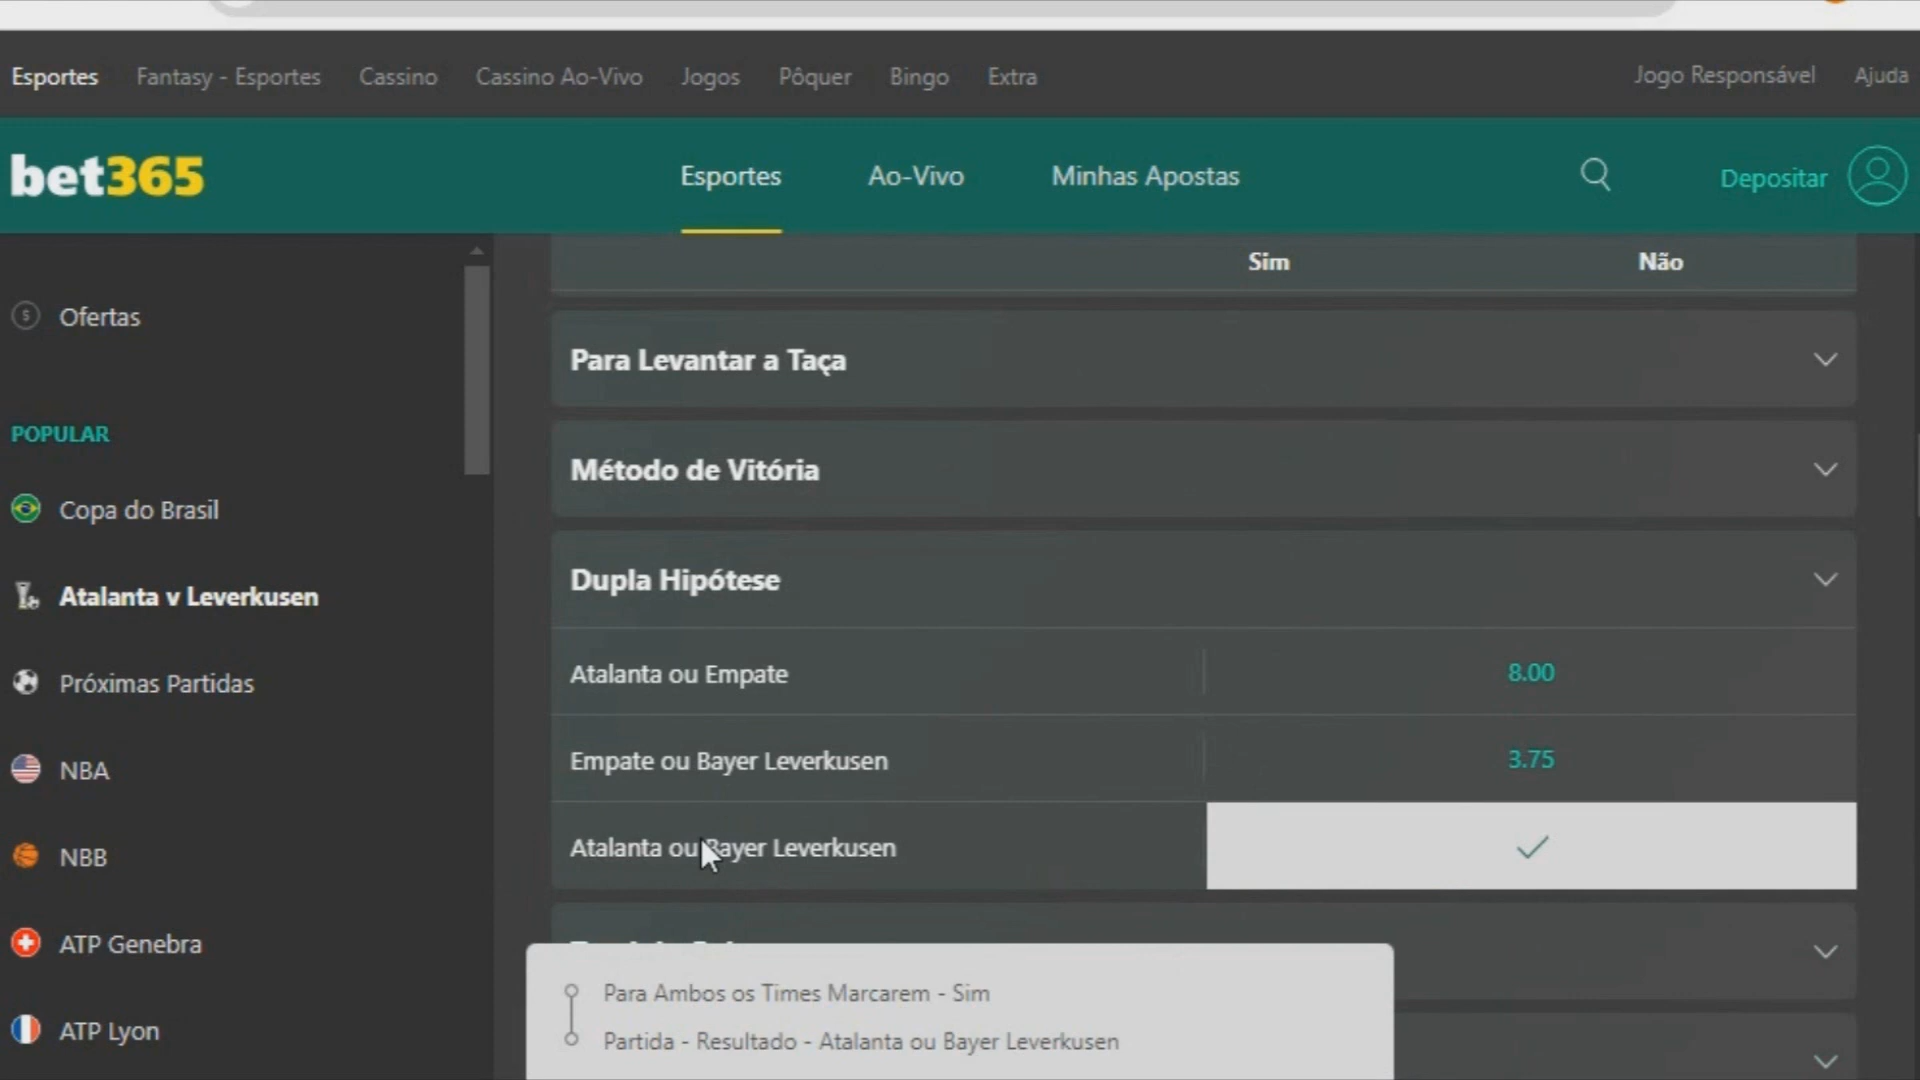 Esportes Fantasy - Esportes Cassino Cassino Ao-Vivo Jogos Pôquer Bingo Extra Jogo Responsável Ajuda
bet365 Esportes Ao-Vivo Minhas Apostas Depositar
Sim Não
Ofertas
Para Levantar a Taça
POPULAR
Método de Vitória
Copa do Brasil
Dupla Hipótese
Atalanta v Leverkusen
Atalanta ou Empate 8.00
Próximas Partidas
Empate ou Bayer Leverkusen 3.75
NBA
Atalanta ou Bayer Leverkusen
NBB
ATP Genebra
Para Ambos os Times Marcarem - Sim
ATP Lyon
Partida - Resultado - Atalanta ou Bayer Leverkusen